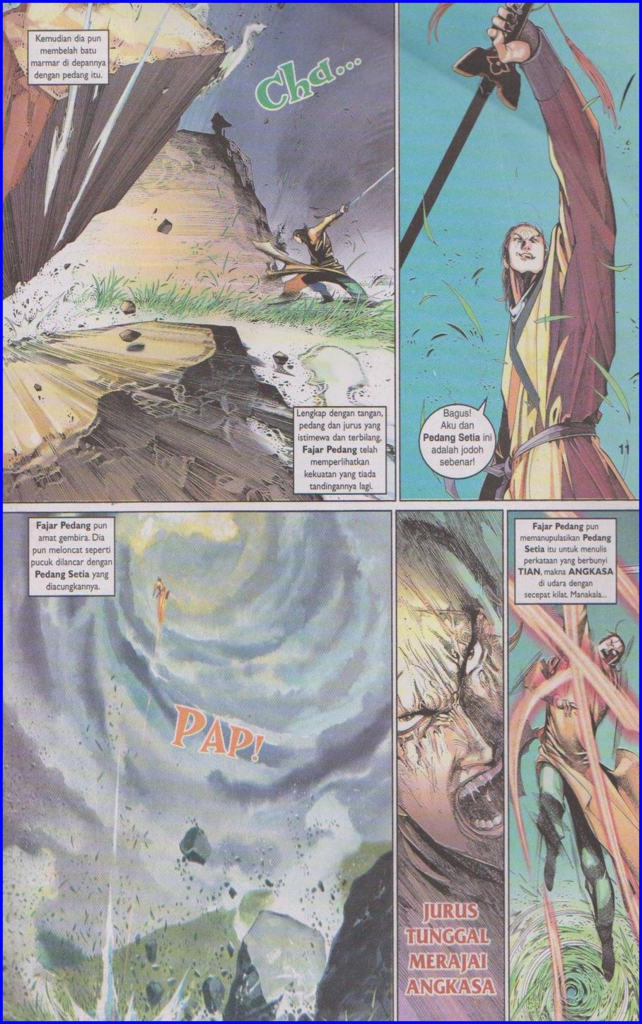 Kemudian dia pun
membelah batu
marmar di depannya
dengan pedang itu.
Cha...
Lengkap dengan tangan,
pedang dan jurus yang
istimewa dan terbilang,
Fajar Pedang telah
memperlihatkan
kekuatan yang tiada
tandingannya lagi.
Bagus!
Aku dan
Pedang Setia ini
adalah jodoh
sebenar!
11
Fajar Pedang pun
amat gembira. Dia
pun meloncat seperti
pucuk dilancar dengan
Pedang Setia yang
diacungkannya.
PAP!
JURUS
TUNGGAL
MERAJAI
ANGKASA
Fajar Pedang pun
memanupulasikan Pedang
Setia itu untuk menulis
perkataan yang berbunyi
TIAN, makna ANGKASA
di udara dengan
secepat kilat. Manakala...